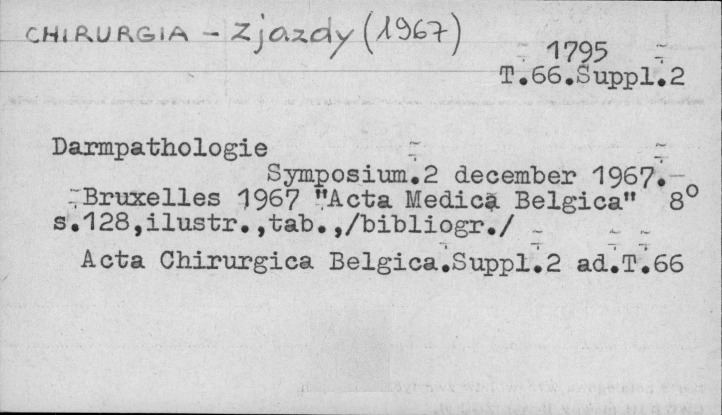 CHIRURGIA - Zjazdy (1967)
1795
T.66.Suppl.2
Darmpathologie
Symposium.2 december 1967.-
-Bruxelles 1967 "Acta Medica Belgica" 8°
s.128,ilustr.,tab.,/bibliogr./
Acta Chirurgica Belgica.Suppl.2 ad.T.66